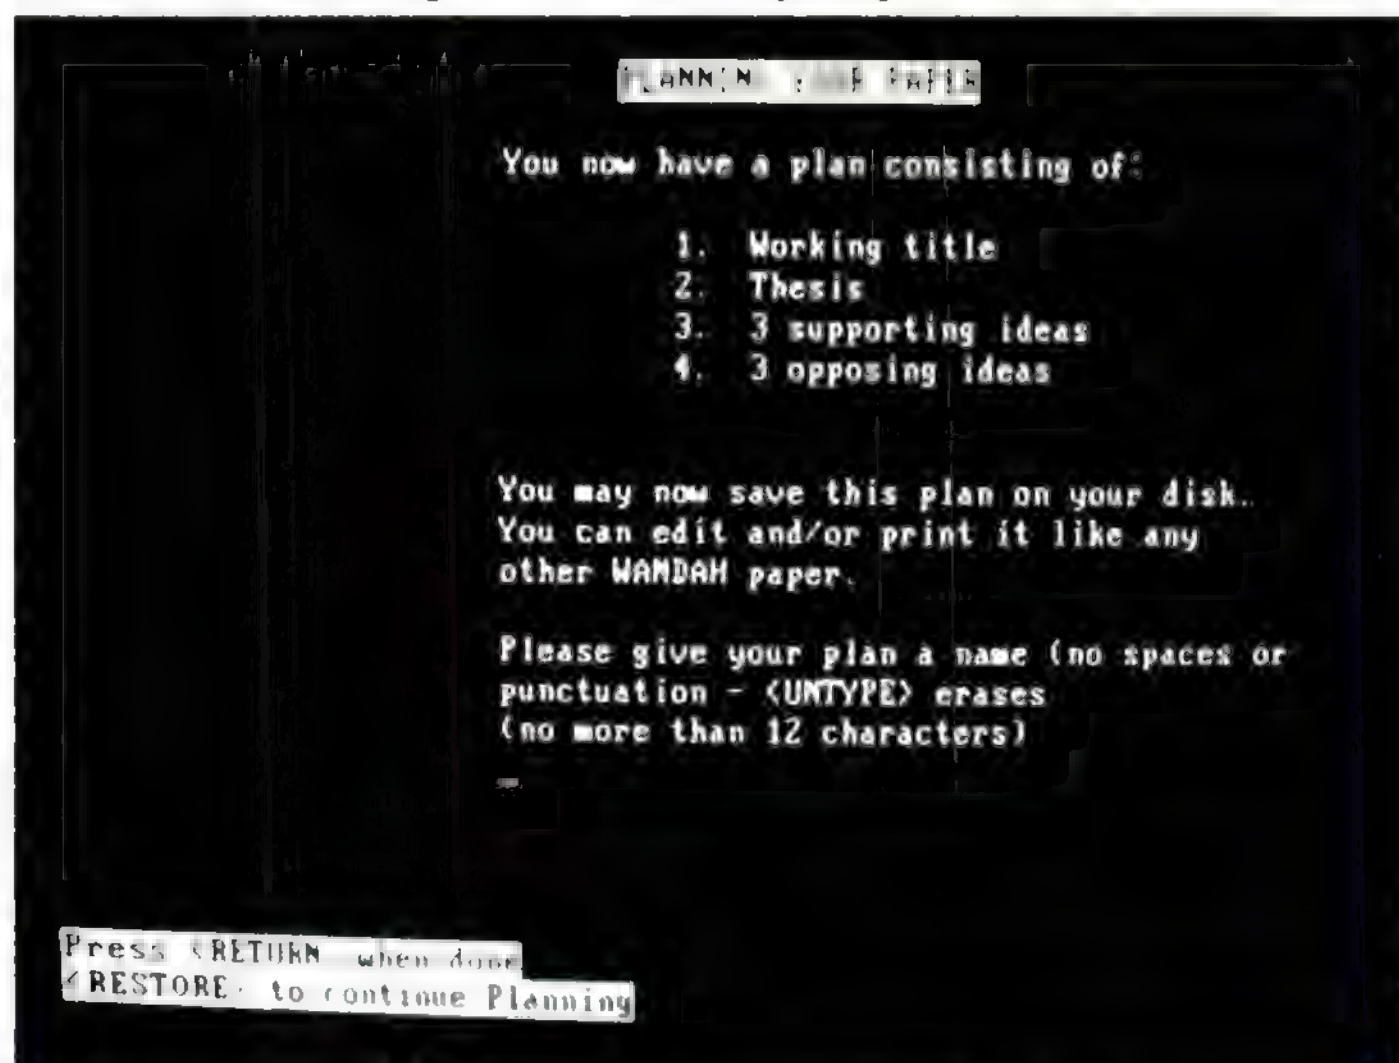 You now have a plan consisting of:
1. Working title
2. Thesis
3. 3 supporting ideas
4. 3 opposing ideas
You may now save this plan on your disk.
You can edit and/or print it like any
other WANDAH paper.
Please give your plan a name (no spaces or
punctuation - <UNTYPE> erases
(no more than 12 characters)
Press <RETURN> when done
<RESTORE> to continue Planning